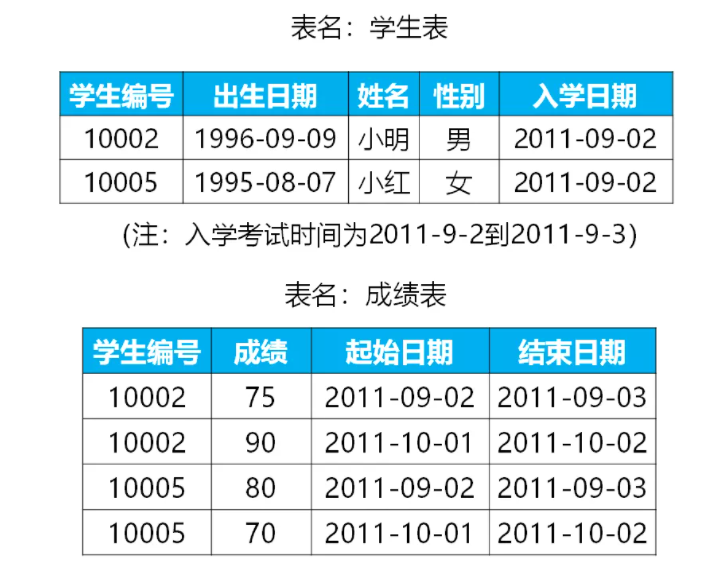 表名：学生表
学生编号 出生日期 姓名 性别 入学日期
10002 1996-09-09 小明 男 2011-09-02
10005 1995-08-07 小红 女 2011-09-02
(注：入学考试时间为2011-9-2到2011-9-3)
表名：成绩表
学生编号 成绩 起始日期 结束日期
10002 75 2011-09-02 2011-09-03
10002 90 2011-10-01 2011-10-02
10005 80 2011-09-02 2011-09-03
10005 70 2011-10-01 2011-10-02